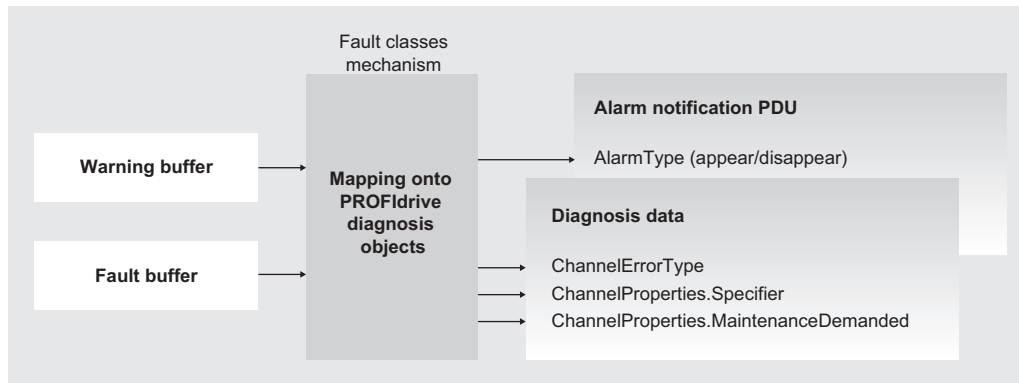 Fault classes
mechanism
Warning buffer
Fault buffer
Mapping onto
PROFIdrive
diagnosis
objects
Alarm notification PDU
AlarmType (appear/disappear)
Diagnosis data
ChannelErrorType
ChannelProperties.Specifier
ChannelProperties.MaintenanceDemanded